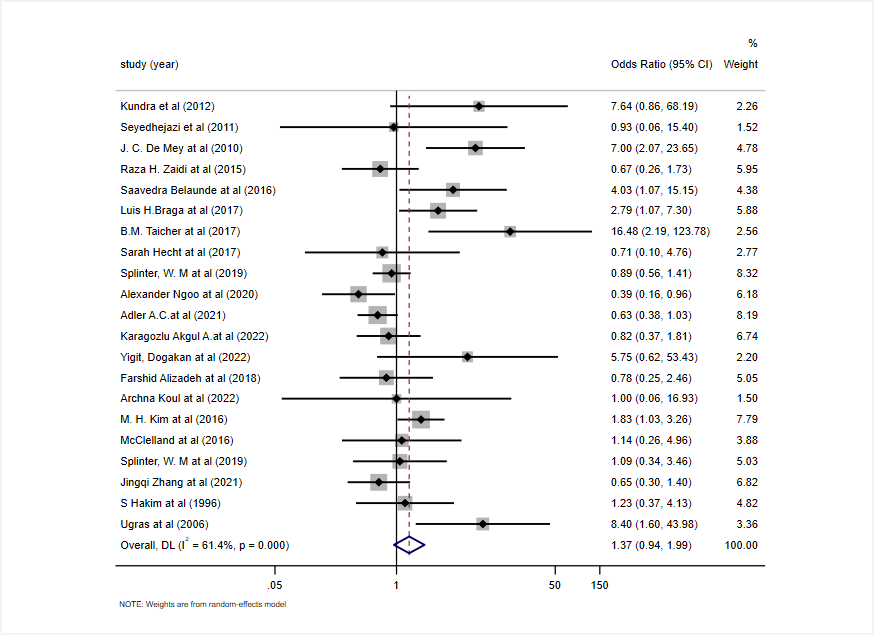 %
study (year) Odds Ratio (95% CI) Weight
Kundra et al (2012) 7.64 (0.86, 68.19) 2.26
Seyedhejazi et al (2011) 0.93 (0.06, 15.40) 1.52
J. C. De Mey et al (2010) 7.00 (2.07, 23.65) 4.78
Raza H. Zaidi at al (2015) 0.67 (0.26, 1.73) 5.95
Saavedra Belaunde at al (2016) 4.03 (1.07, 15.15) 4.38
Luis H.Braga at al (2017) 2.79 (1.07, 7.30) 5.88
B.M. Taicher at al (2017) 16.48 (2.19, 123.78) 2.56
Sarah Hecht at al (2017) 0.71 (0.10, 4.76) 2.77
Splinter, W. M at al (2019) 0.89 (0.56, 1.41) 8.32
Alexander Ngoo at al (2020) 0.39 (0.16, 0.96) 6.18
Adler A.C.at al (2021) 0.63 (0.38, 1.03) 8.19
Karagozlu Akgul A.at al (2022) 0.82 (0.37, 1.81) 6.74
Yigit, Dogakan at al (2022) 5.75 (0.62, 53.43) 2.20
Farshid Alizadeh at al (2018) 0.78 (0.25, 2.46) 5.05
Archna Koul at al (2022) 1.00 (0.06, 16.93) 1.50
M. H. Kim at al (2016) 1.83 (1.03, 3.26) 7.79
McClelland at al (2016) 1.14 (0.26, 4.96) 3.88
Splinter, W. M at al (2019) 1.09 (0.34, 3.46) 5.03
Jingqi Zhang at al (2021) 0.65 (0.30, 1.40) 6.82
S Hakim at al (1996) 1.23 (0.37, 4.13) 4.82
Ugras at al (2006) 8.40 (1.60, 43.98) 3.36
Overall, DL (I² = 61.4%, p = 0.000) 1.37 (0.94, 1.99) 100.00
.05 1 50 150
NOTE: Weights are from random-effects model